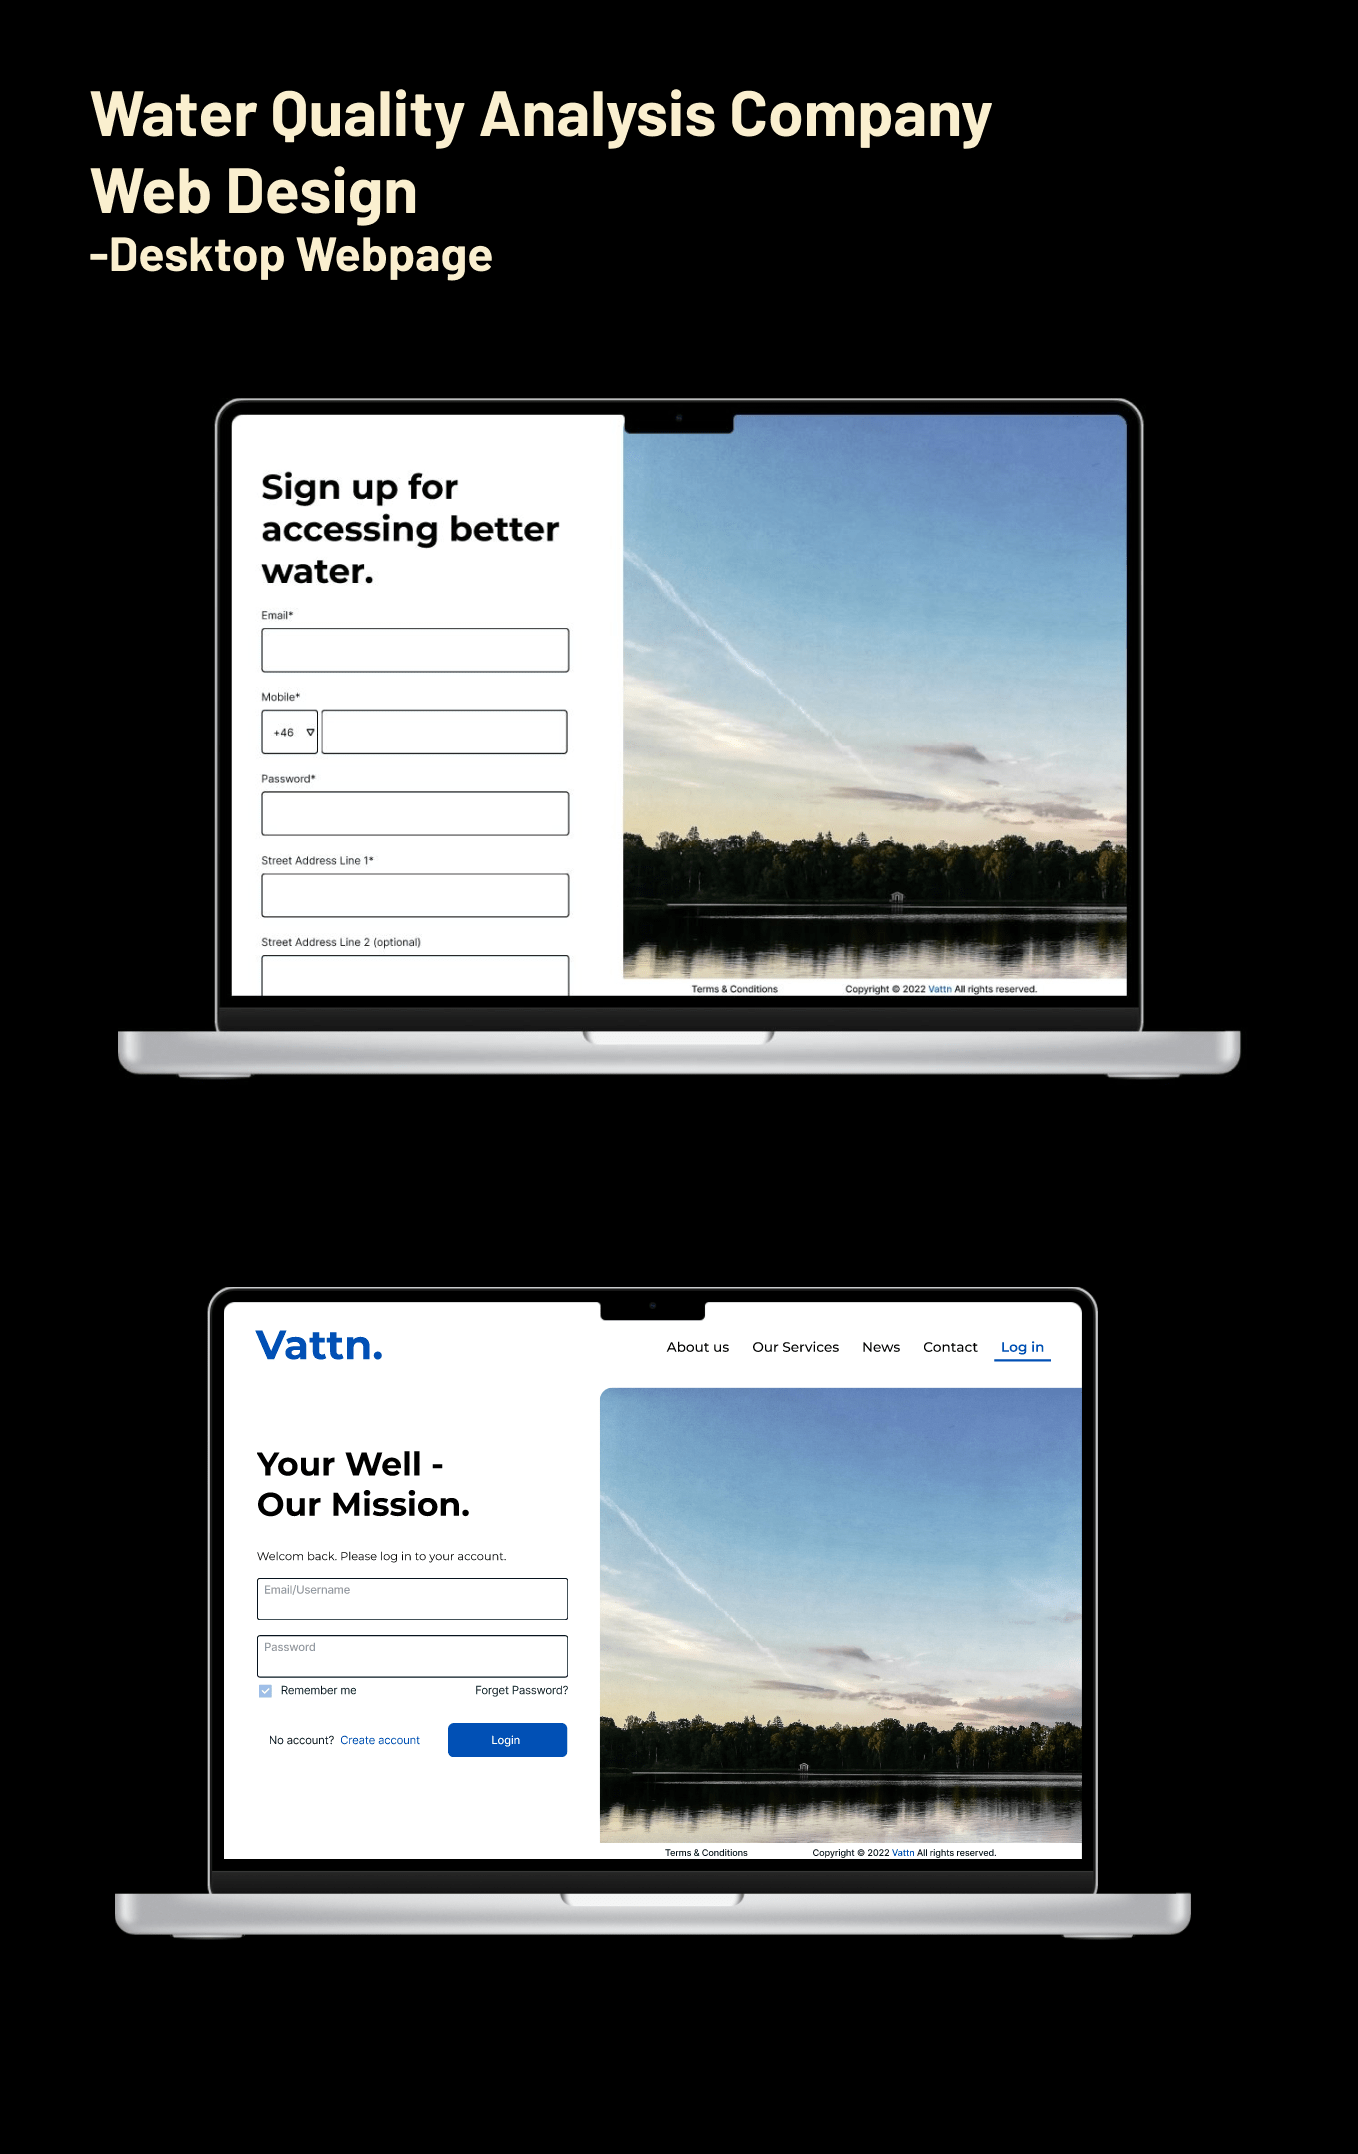 Water Quality Analysis Company
Web Design
-Desktop Webpage
Sign up for
accessing better
water.
Email*
Mobile*
+46
Password*
Street Address Line 1*
Street Address Line 2 (optional)
Terms & Conditions Copyright © 2022 Vattn All rights reserved.
Vattn.
About us Our Services News Contact Log in
Your Well -
Our Mission.
Welcom back. Please log in to your account.
Email/Username
Password
Remember me Forget Password?
No account? Create account Login
Terms & Conditions Copyright © 2022 Vattn All rights reserved.